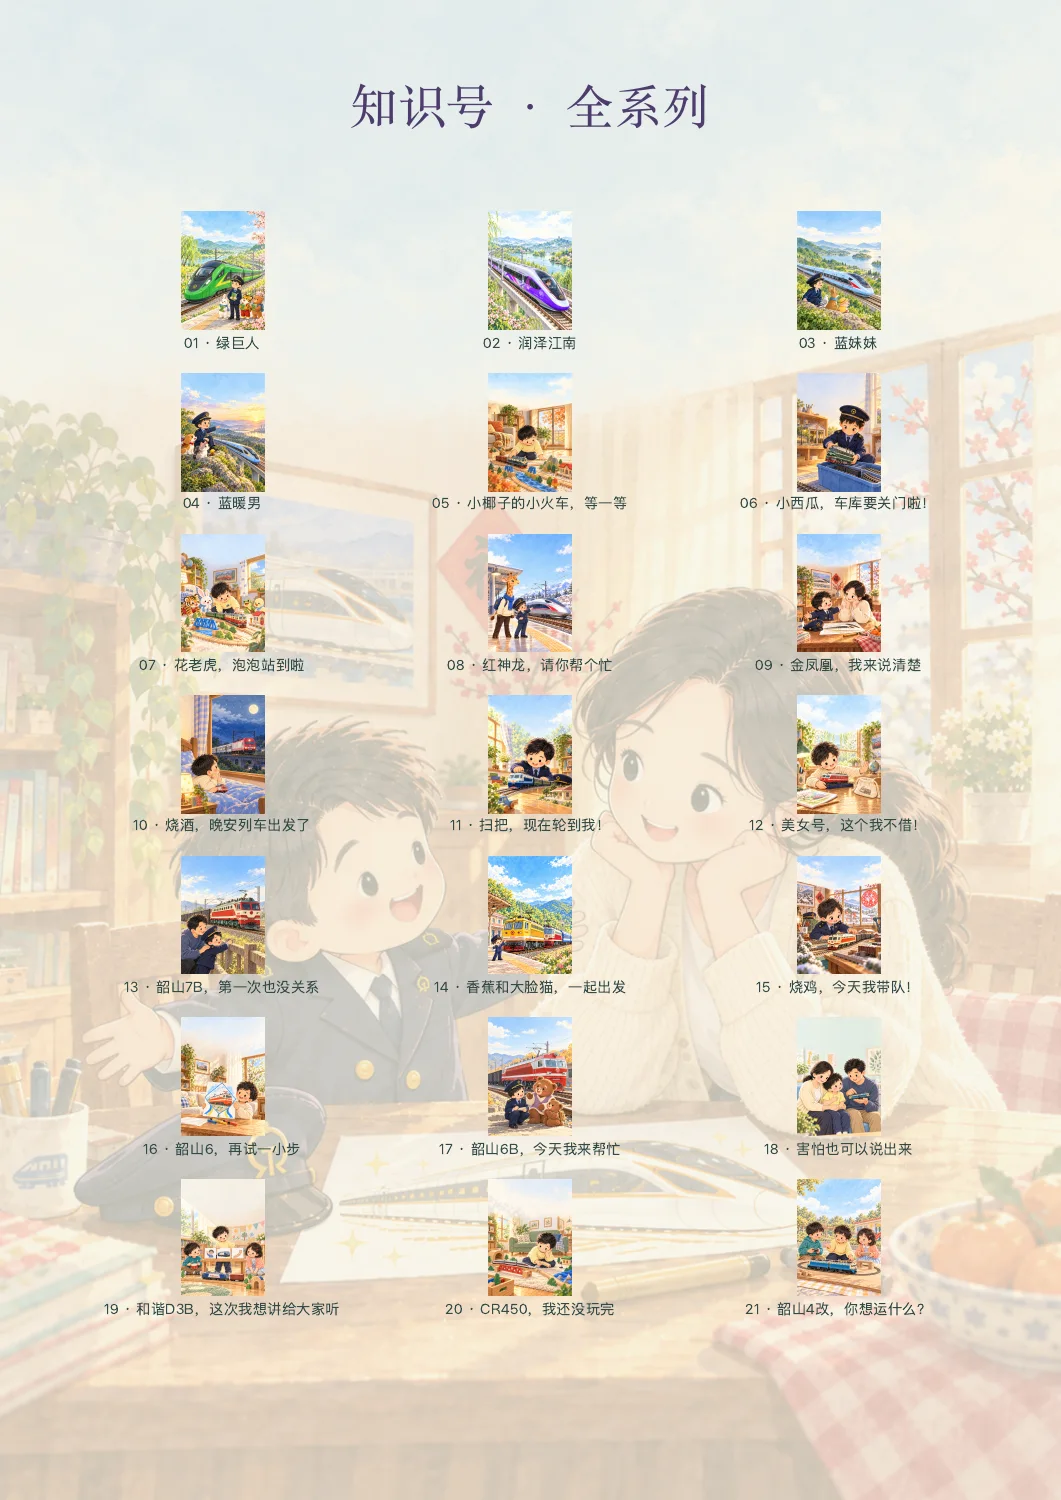 知识号 · 全系列
01 · 绿巨人
02 · 润泽江南
03 · 蓝妹妹
04 · 蓝暖男
05 · 小椰子的小火车，等一等
06 · 小西瓜，车库要关门啦！
07 · 花老虎，泡泡站到啦
08 · 红神龙，请你帮个忙
09 · 金凤凰，我来说清楚
10 · 烧酒，晚安列车出发了
11 · 扫把，现在轮到我！
12 · 美女号，这个我不借！
13 · 韶山7B，第一次也没关系
14 · 香蕉和大脸猫，一起出发
15 · 烧鸡，今天我带队！
16 · 韶山6，再试一小步
17 · 韶山6B，今天我来帮忙
18 · 害怕也可以说出来
19 · 和谐D3B，这次我想讲给大家听
20 · CR450，我还没玩完
21 · 韶山4改，你想运什么？